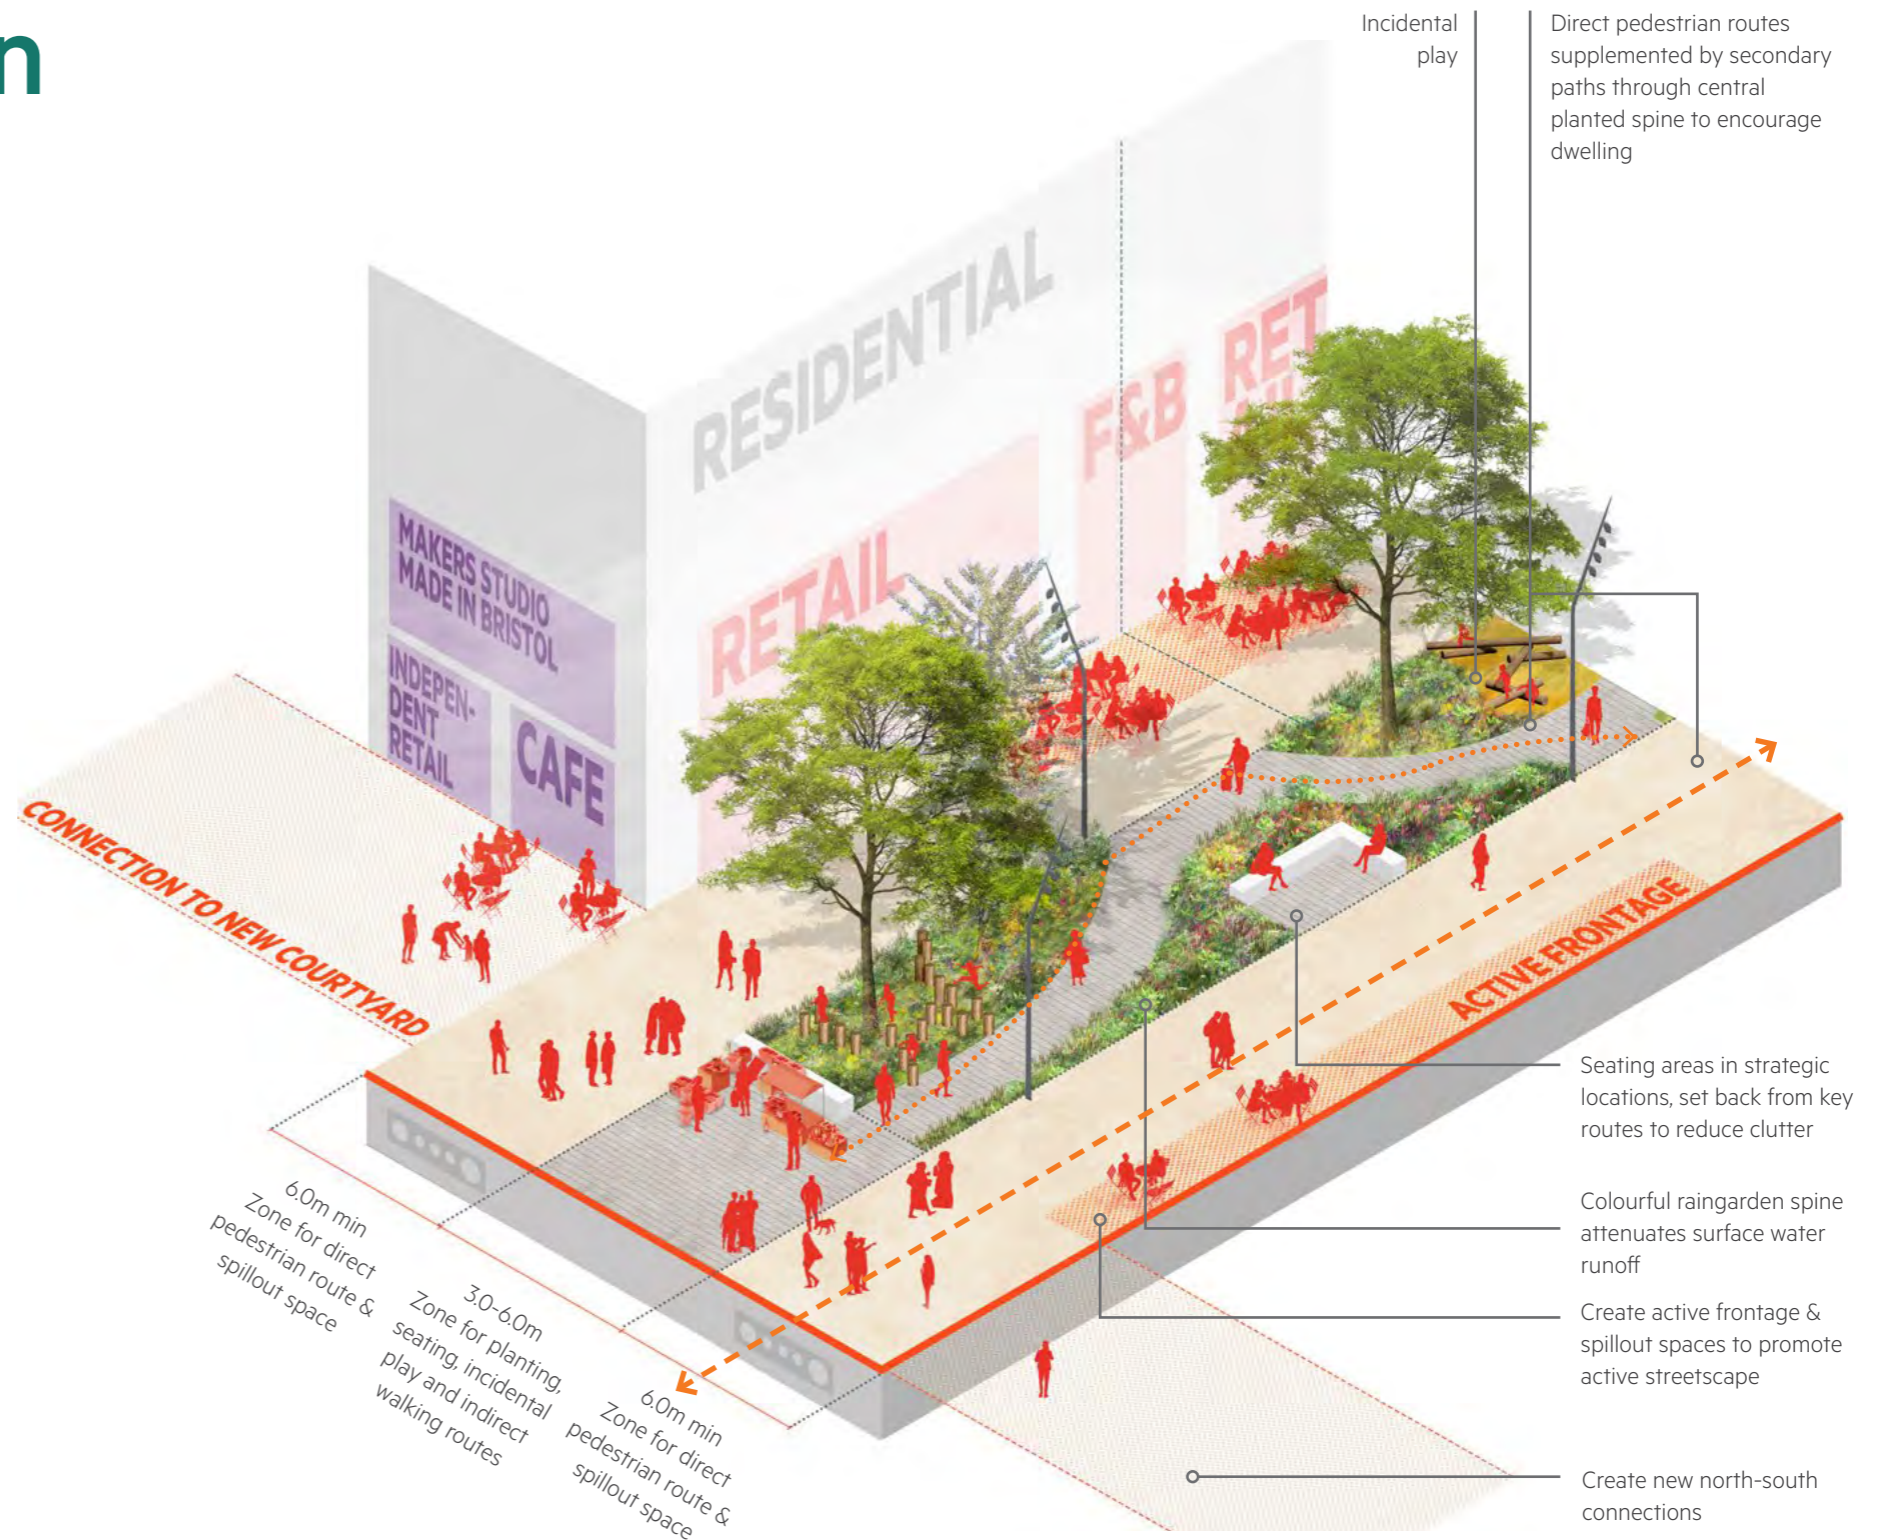 n
Incidental
play
Direct pedestrian routes
supplemented by secondary
paths through central
planted spine to encourage
dwelling
RESIDENTIAL
F&B
RET
RETAIL
MAKERS STUDIO
MADE IN BRISTOL
INDEPEN-
DENT
RETAIL
CAFE
CONNECTION TO NEW COURTYARD
ACTIVE FRONTAGE
Seating areas in strategic
locations, set back from key
routes to reduce clutter
Colourful raingarden spine
attenuates surface water
runoff
Create active frontage &
spillout spaces to promote
active streetscape
Create new north-south
connections
6.0m min
Zone for direct
pedestrian route &
spillout space
3.0-6.0m
Zone for planting,
seating, incidental
play and indirect
walking routes
6.0m min
Zone for direct
pedestrian route &
spillout space